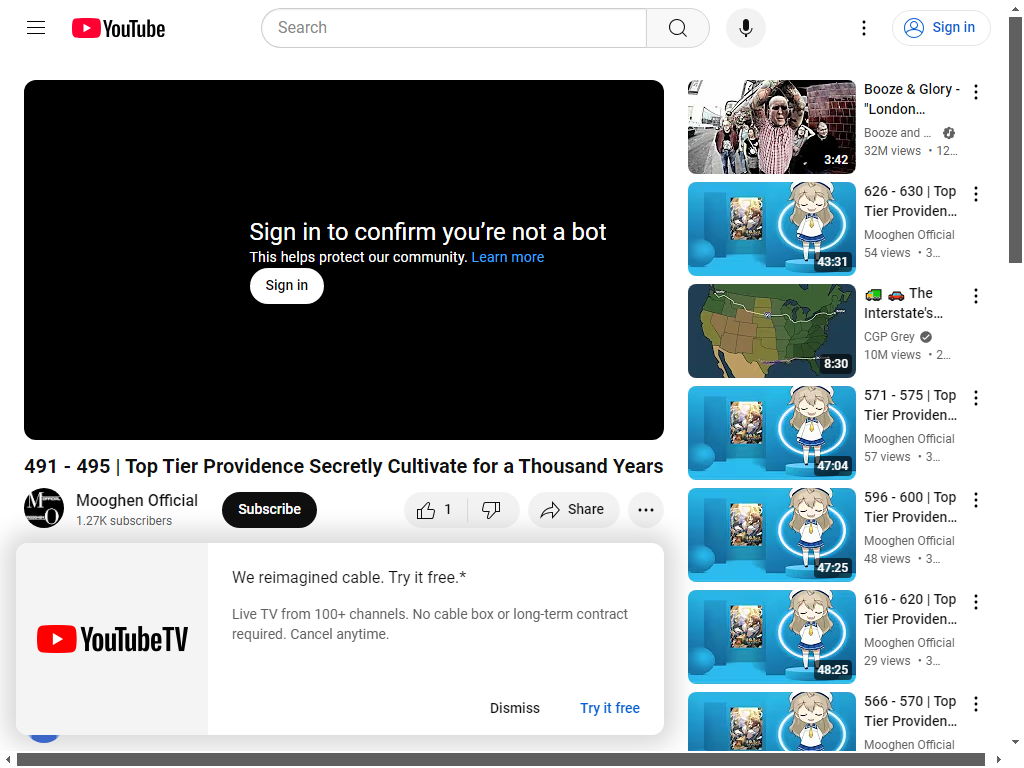 YouTube
Search
Sign in
Sign in to confirm you're not a bot
This helps protect our community. Learn more
Sign in
491 - 495 | Top Tier Providence Secretly Cultivate for a Thousand Years
Mooghen Official
1.27K subscribers
Subscribe
1
Share
YouTubeTV
We reimagined cable. Try it free.*
Live TV from 100+ channels. No cable box or long-term contract
required. Cancel anytime.
Dismiss
Try it free
3:42
Booze & Glory -
"London...
Booze and ...
32M views • 12...
43:31
626 - 630 | Top
Tier Providen...
Mooghen Official
54 views • 3...
8:30
The
Interstate's...
CGP Grey
10M views • 2...
47:04
571 - 575 | Top
Tier Providen...
Mooghen Official
57 views • 3...
47:25
596 - 600 | Top
Tier Providen...
Mooghen Official
48 views • 3...
48:25
616 - 620 | Top
Tier Providen...
Mooghen Official
29 views • 3...
566 - 570 | Top
Tier Providen...
Mooghen Official